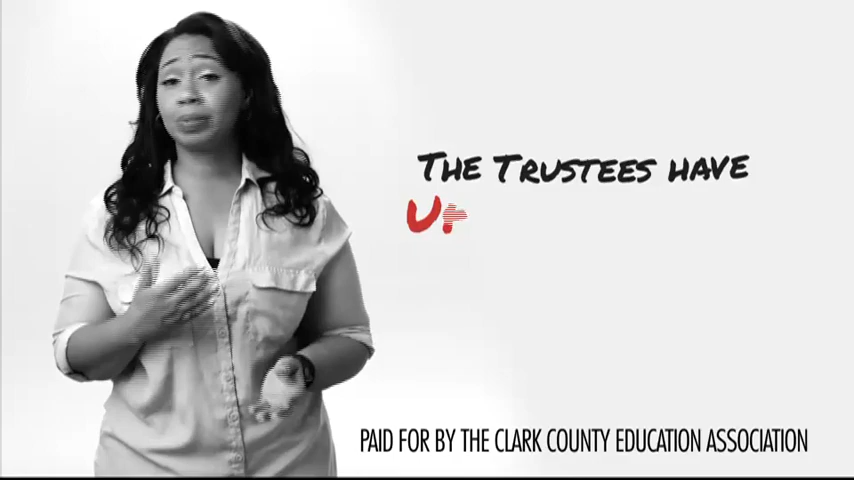 THE TRUSTEES HAVE
PAID FOR BY THE CLARK COUNTY EDUCATION ASSOCIATION